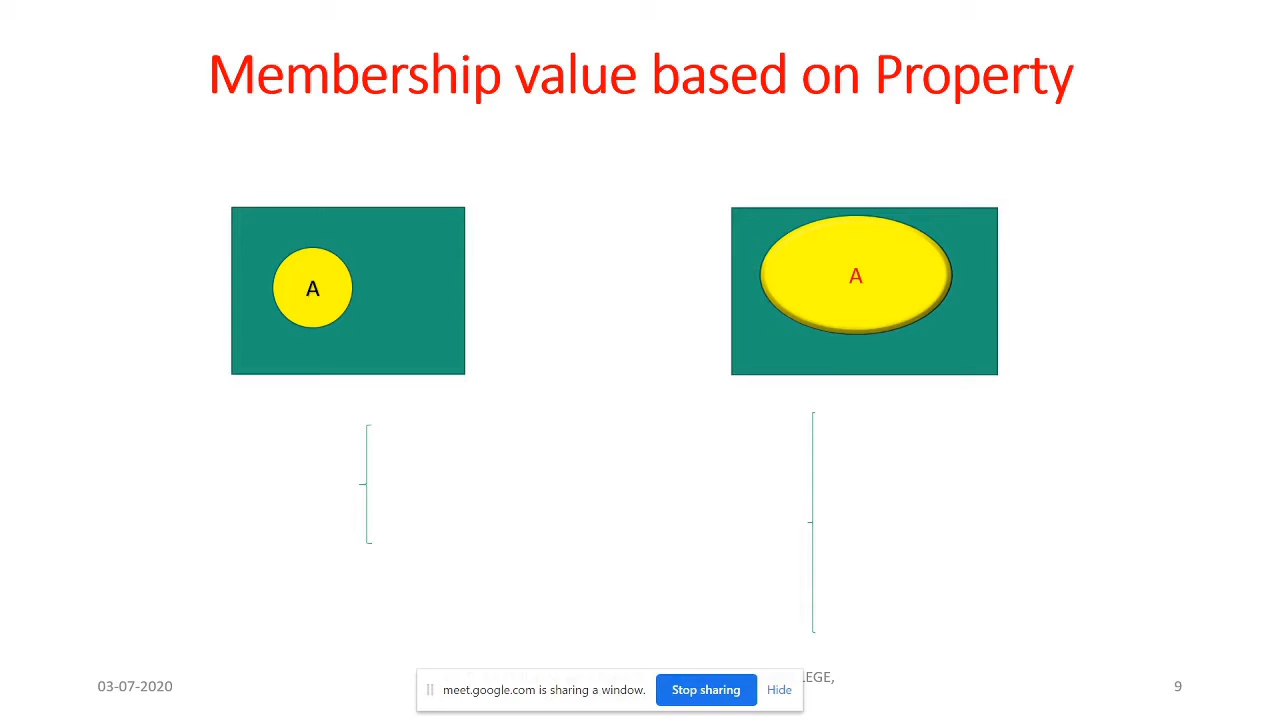 Membership value based on Property
A
A
LEGE,
03-07-2020
meet.google.com is sharing a window.
Stop sharing
Hide
9